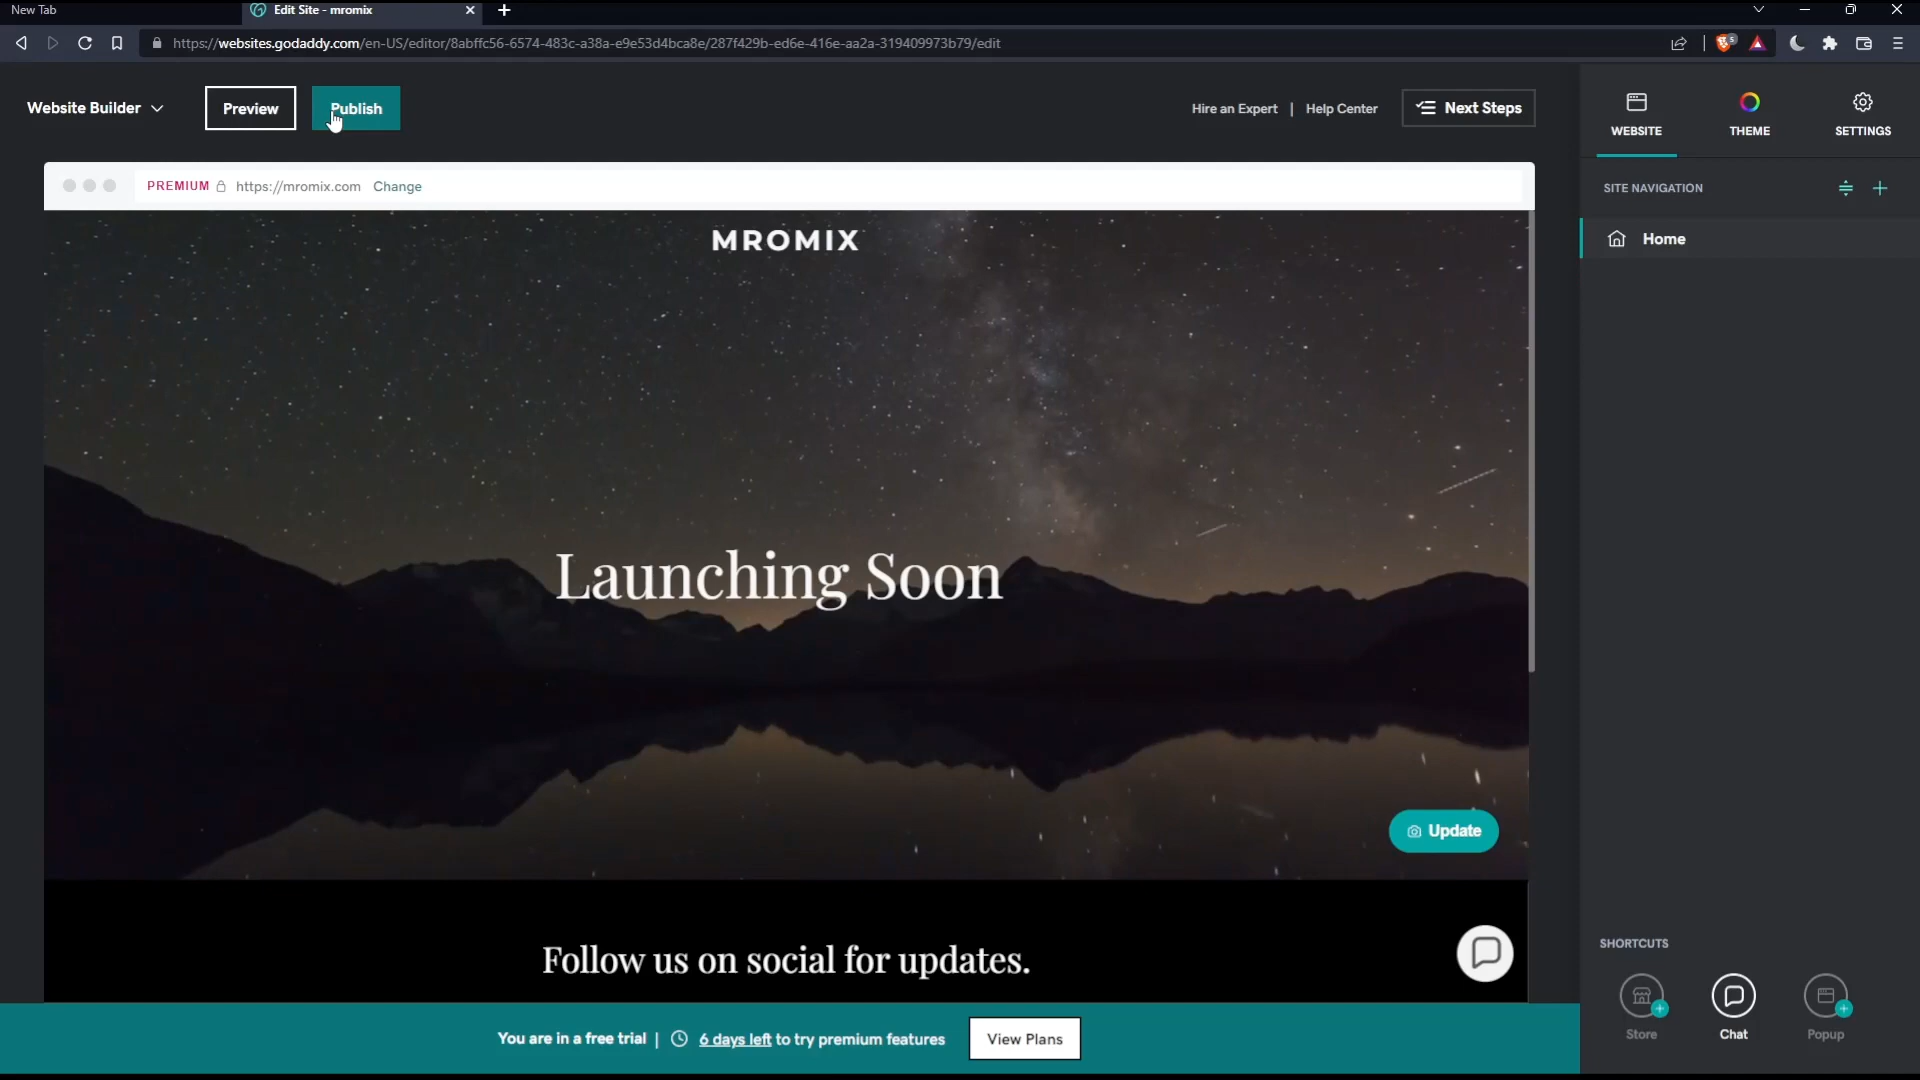 New Tab
Edit Site - mromix
https://websites.godaddy.com/en-US/editor/8abffc56-6574-483c-a38a-e9e53d4bca8e/287f429b-ed6e-416e-aa2a-319409973b79/edit
5
Website Builder
Preview
Publish
Hire an Expert | Help Center
Next Steps
WEBSITE
THEME
SETTINGS
PREMIUM https://mromix.com Change
SITE NAVIGATION
Home
MROMIX
Launching Soon
Update
Follow us on social for updates.
SHORTCUTS
Store
Chat
Popup
You are in a free trial | 6 days left to try premium features
View Plans